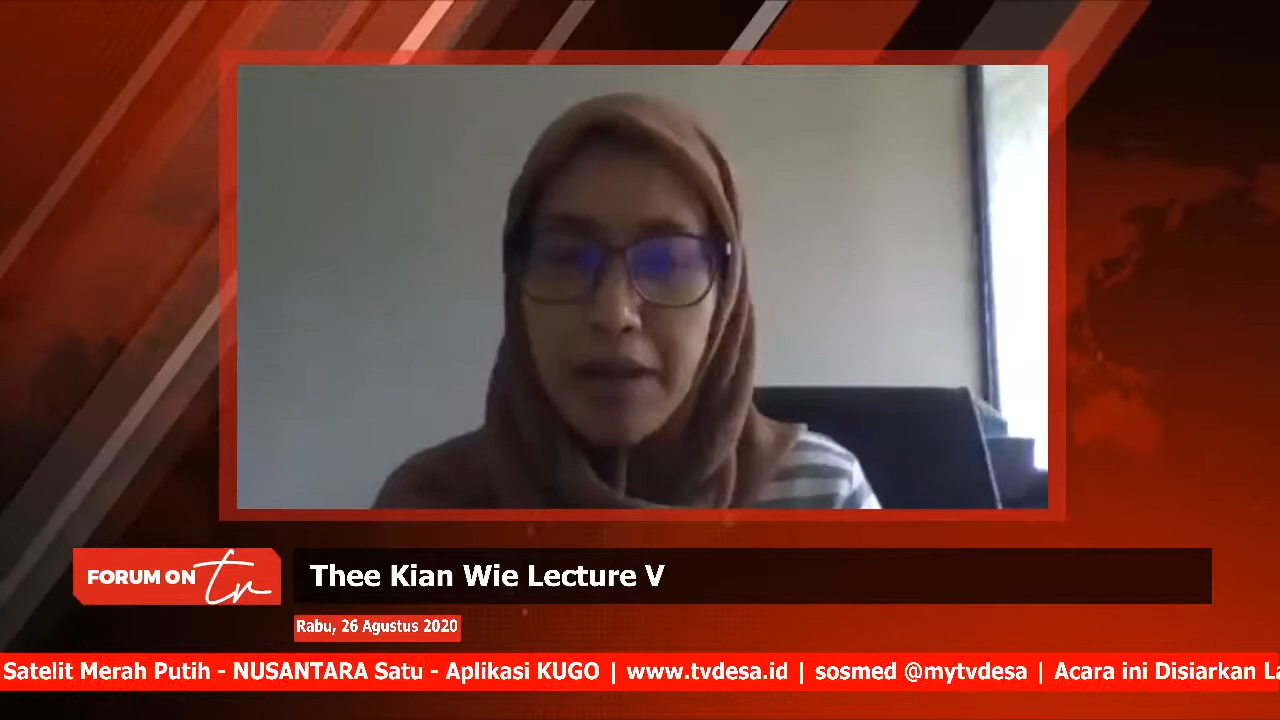 FORUM ON tv
Thee Kian Wie Lecture V
Rabu, 26 Agustus 2020
Satelit Merah Putih - NUSANTARA Satu - Aplikasi KUGO | www.tvdesa.id | sosmed @mytvdesa | Acara ini Disiarkan La